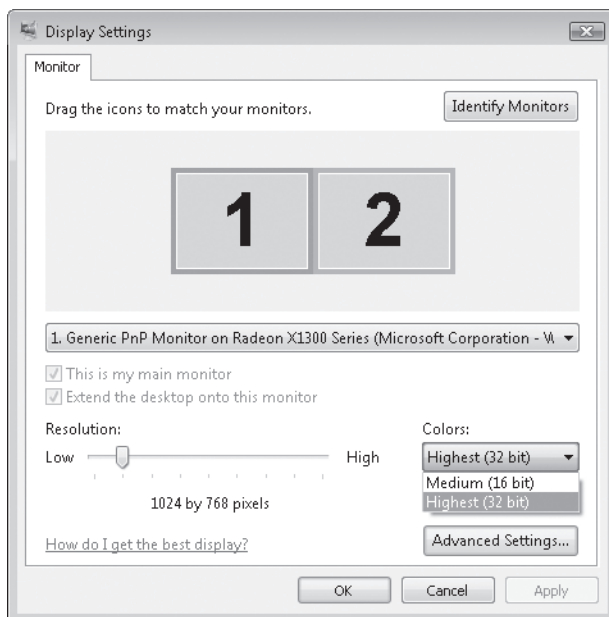 Display Settings
Monitor
Drag the icons to match your monitors.
Identify Monitors
1
2
1. Generic PnP Monitor on Radeon X1300 Series (Microsoft Corporation -
This is my main monitor
Extend the desktop onto this monitor
Resolution:
Colors:
Low
High
Highest (32 bit)
Medium (16 bit)
1024 by 768 pixels
Highest (32 bit)
How do I get the best display?
Advanced Settings...
OK
Cancel
Apply